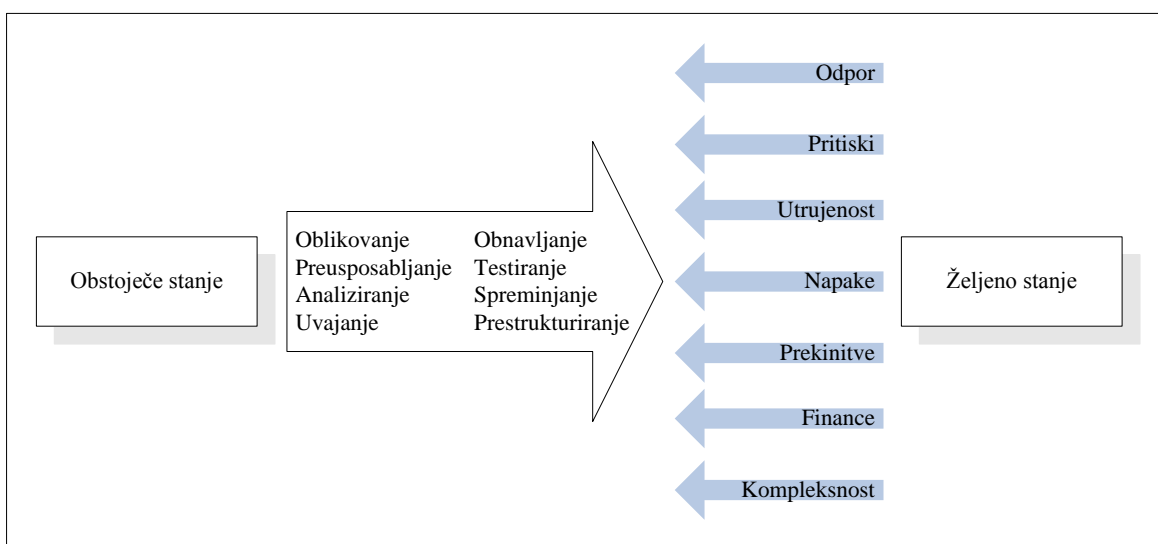 Obstoječe stanje
Oblikovanje
Preusposabljanje
Analiziranje
Uvajanje
Obnavljanje
Testiranje
Spreminjanje
Prestrukturiranje
Odpor
Pritiski
Utrujenost
Napake
Prekinitve
Finance
Kompleksnost
Željeno stanje